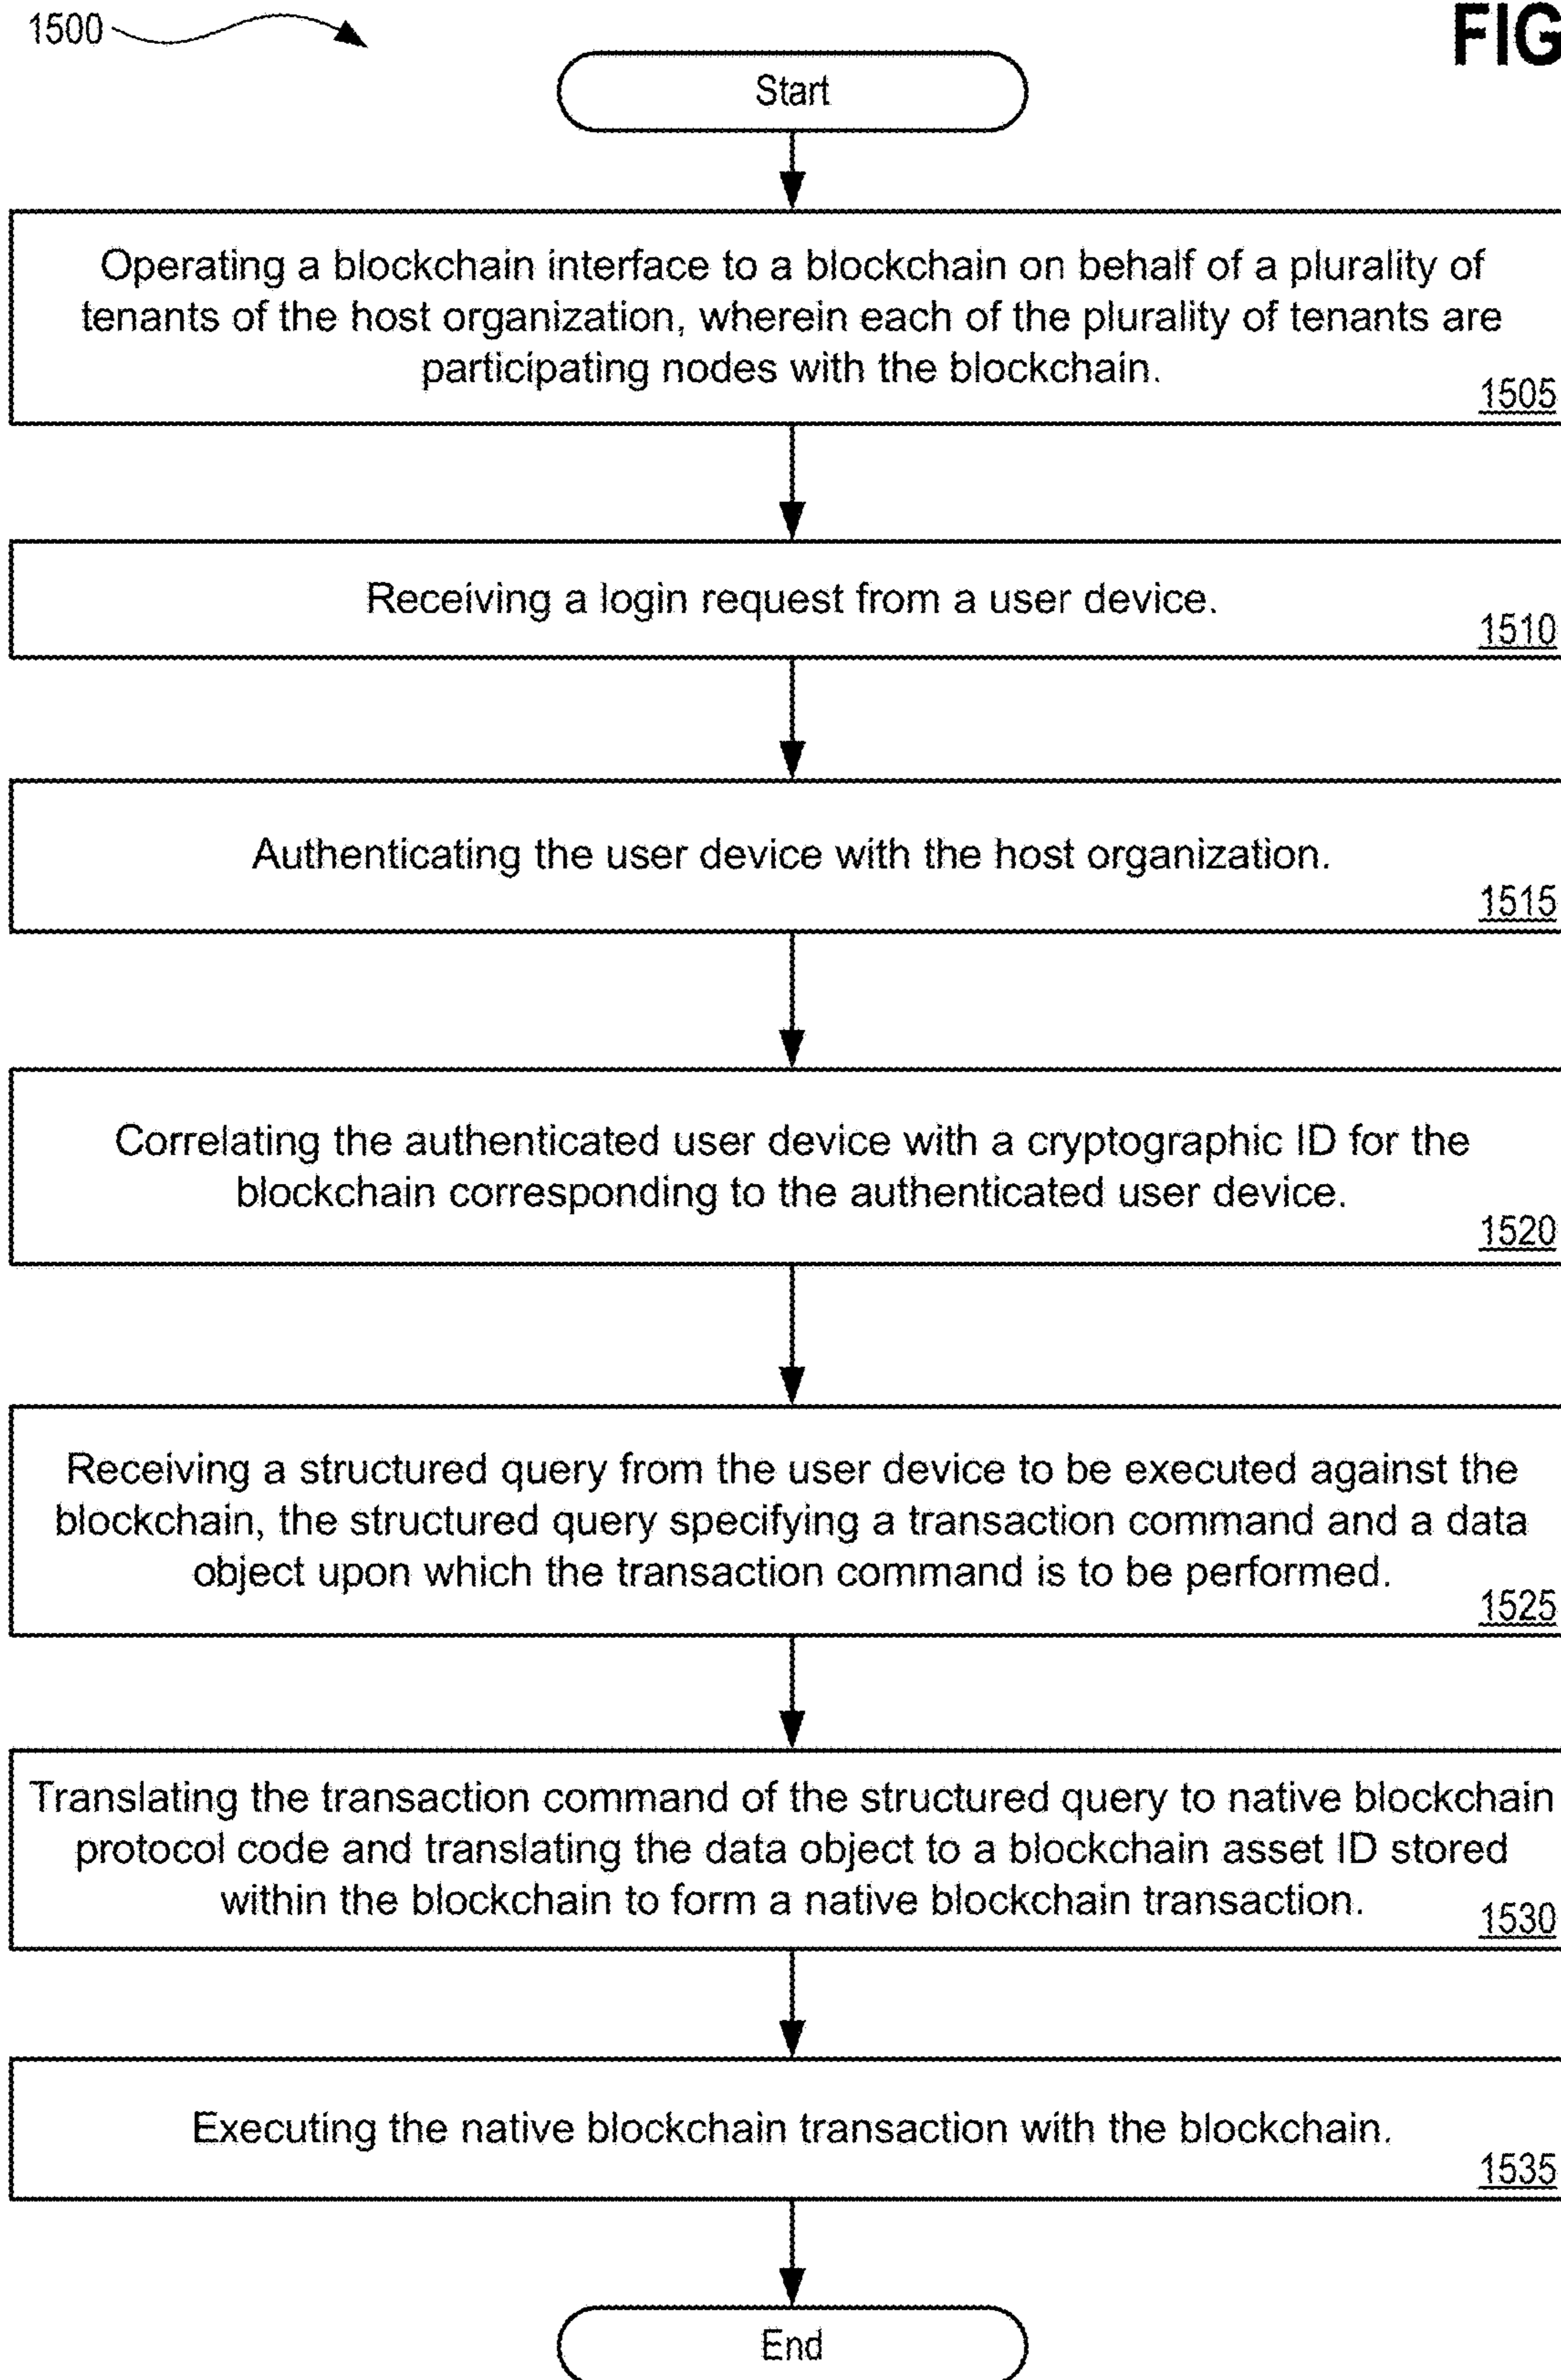 1500
FIG
Start
Operating a blockchain interface to a blockchain on behalf of a plurality of
tenants of the host organization, wherein each of the plurality of tenants are
participating nodes with the blockchain.
1505
Receiving a login request from a user device.
1510
Authenticating the user device with the host organization.
1515
Correlating the authenticated user device with a cryptographic ID for the
blockchain corresponding to the authenticated user device.
1520
Receiving a structured query from the user device to be executed against the
blockchain, the structured query specifying a transaction command and a data
object upon which the transaction command is to be performed.
1525
Translating the transaction command of the structured query to native blockchain
protocol code and translating the data object to a blockchain asset ID stored
within the blockchain to form a native blockchain transaction.
1530
Executing the native blockchain transaction with the blockchain.
1535
End